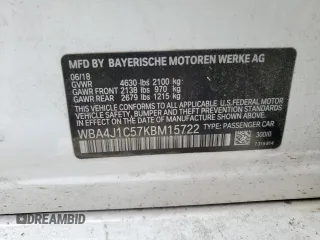 MFD BY BAYERISCHE MOTOREN WERKE AG
06/18
GVWR 4630 lbs 2100 kg
GAWR FRONT 2138 lbs 970 kg
GAWR REAR 2679 lbs 1215 kg
THIS VEHICLE CONFORMS TO ALL APPLICABLE
U.S. FEDERAL MOTOR VEHICLE SAFETY, BUMPER
AND THEFT PREVENTION STANDARDS IN EFFECT
ON THE DATE OF MANUFACTURE SHOWN ABOVE.
WBA4J1C57KBM15722
TYPE: PASSENGER CAR